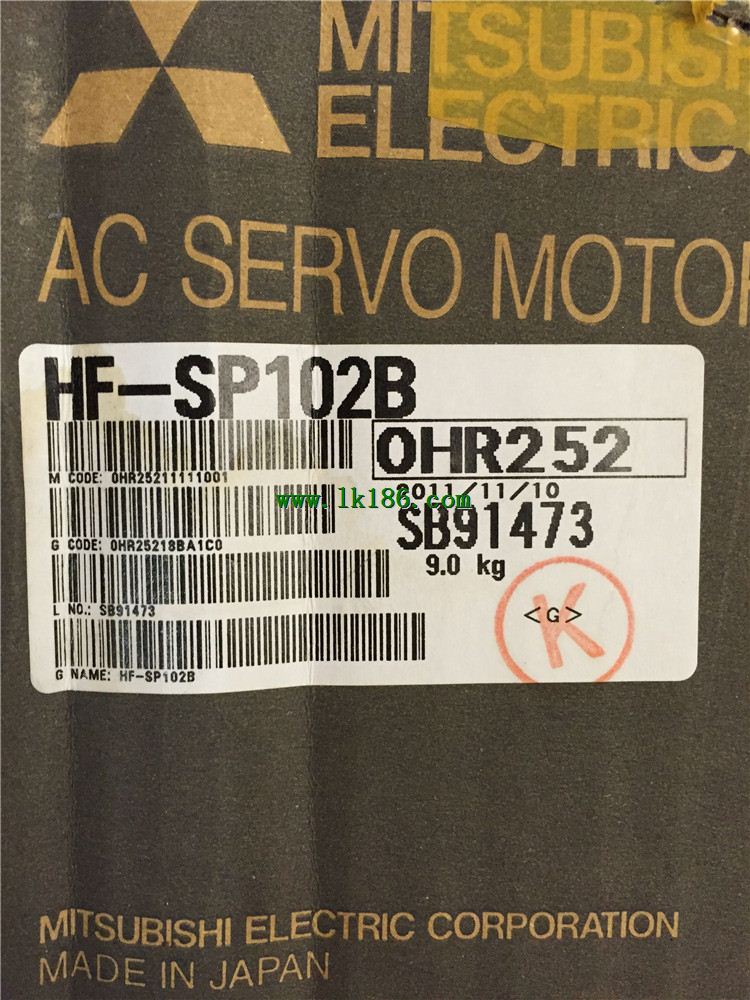 MITSUBISHI
ELECTRIC
AC SERVO MOTOR
HF-SP102B
0HR252
M CODE: 0HR25211111001
2011/11/10
www.lk186.com
SB91473
G CODE: 0HR25218BA1C0
9.0 kg
L NO.: SB91473
<G>
K
G NAME: HF-SP102B
MITSUBISHI ELECTRIC CORPORATION
MADE IN JAPAN